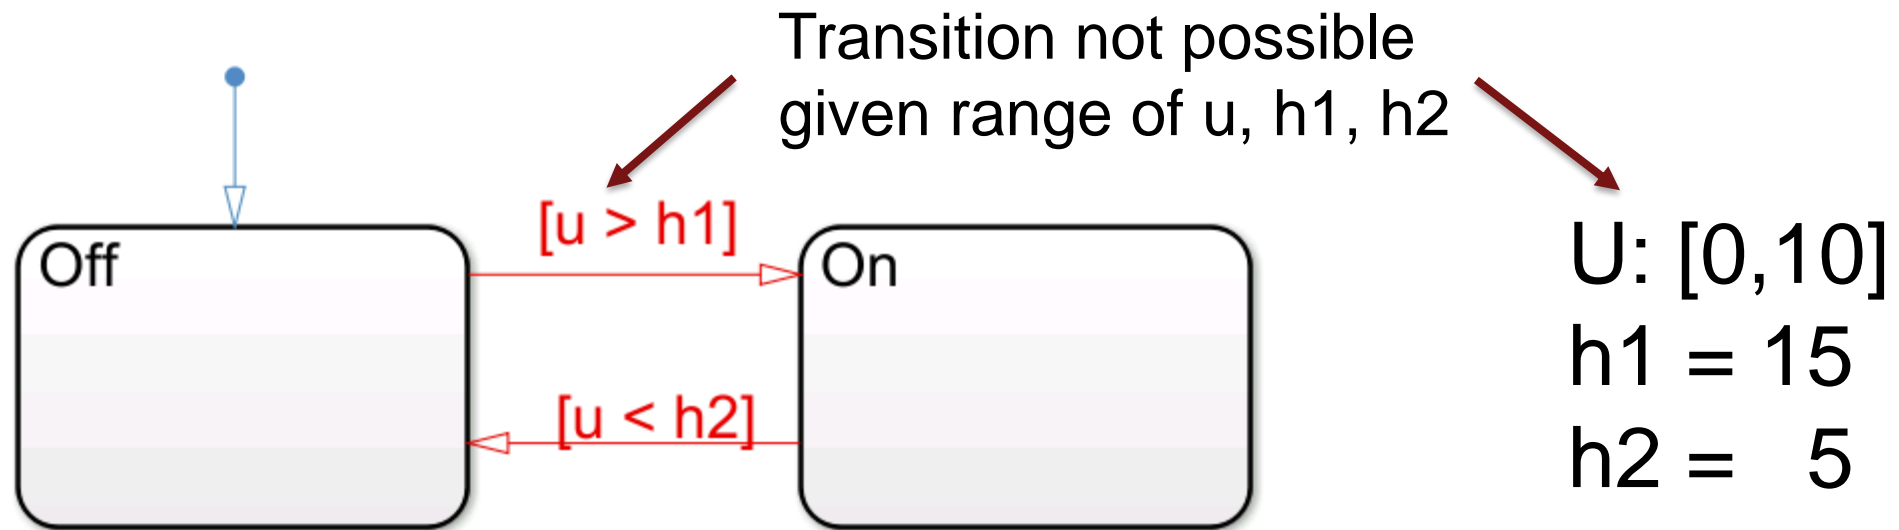 Transition not possible
given range of u, h1, h2
[u > h1]
Off
On
[u < h2]
U: [0,10]
h1 = 15
h2 = 5